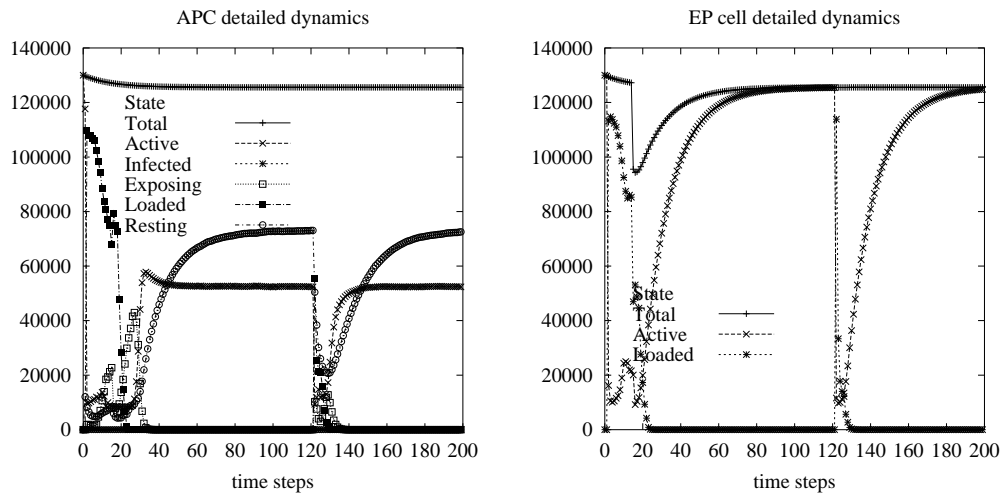 APC detailed dynamics
140000
120000
100000
80000
60000
40000
20000
0
0 20 40 60 80 100 120 140 160 180 200
time steps
State
Total
Active
Infected
Exposing
Loaded
Resting
EP cell detailed dynamics
140000
120000
100000
80000
60000
40000
20000
0
0 20 40 60 80 100 120 140 160 180 200
time steps
State
Total
Active
Loaded